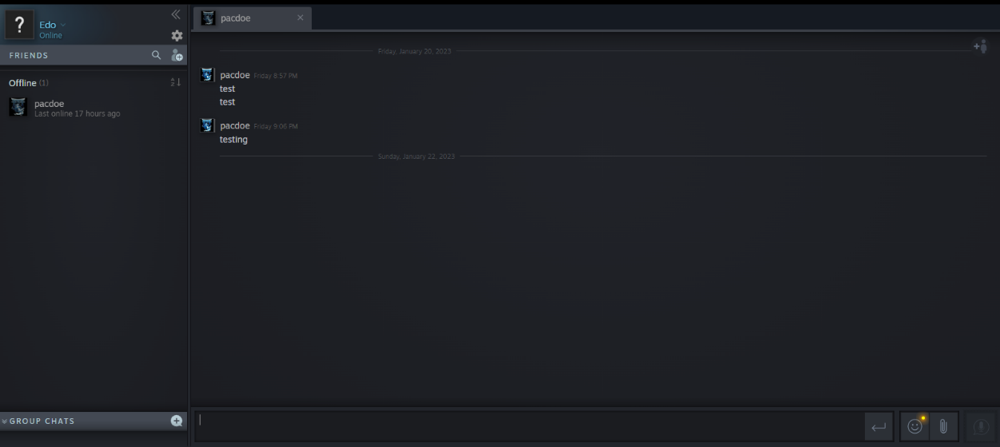 ?
Edo
Online
FRIENDS
Offline (1)
pacdoe
Last online 17 hours ago
GROUP CHATS
pacdoe
Friday, January 20, 2023
pacdoe Friday 8:57 PM
test
test
pacdoe Friday 9:06 PM
testing
Sunday, January 22, 2023